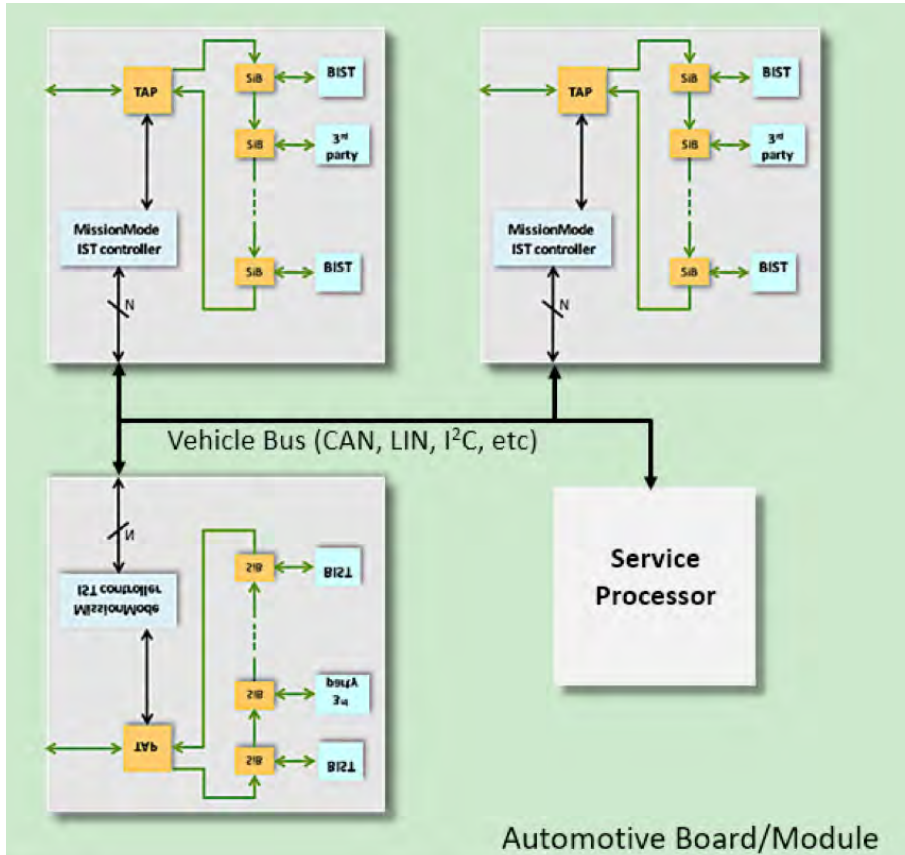 TAP
SiB
BIST
SiB
3rd
party
MissionMode
IST controller
SiB
BIST
N
TAP
SiB
BIST
SiB
3rd
party
MissionMode
IST controller
SiB
BIST
N
Vehicle Bus (CAN, LIN, I²C, etc)
N
IST controller
MissionMode
SiB
BIST
SiB
party
3rd
TAP
SiB
BIST
Service
Processor
Automotive Board/Module